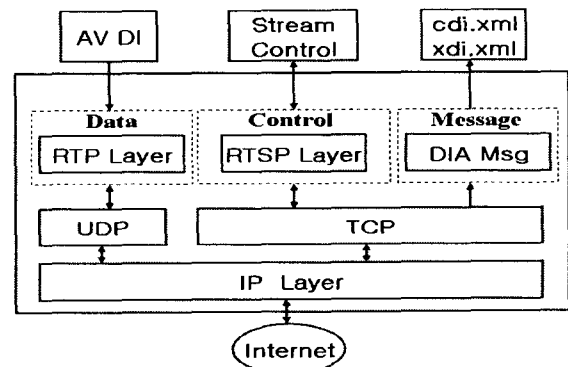 AV DI
Stream
Control
cdi.xml
xdi.xml
Data
Control
Message
RTP Layer
RTSP Layer
DIA Msg
UDP
TCP
IP Layer
Internet